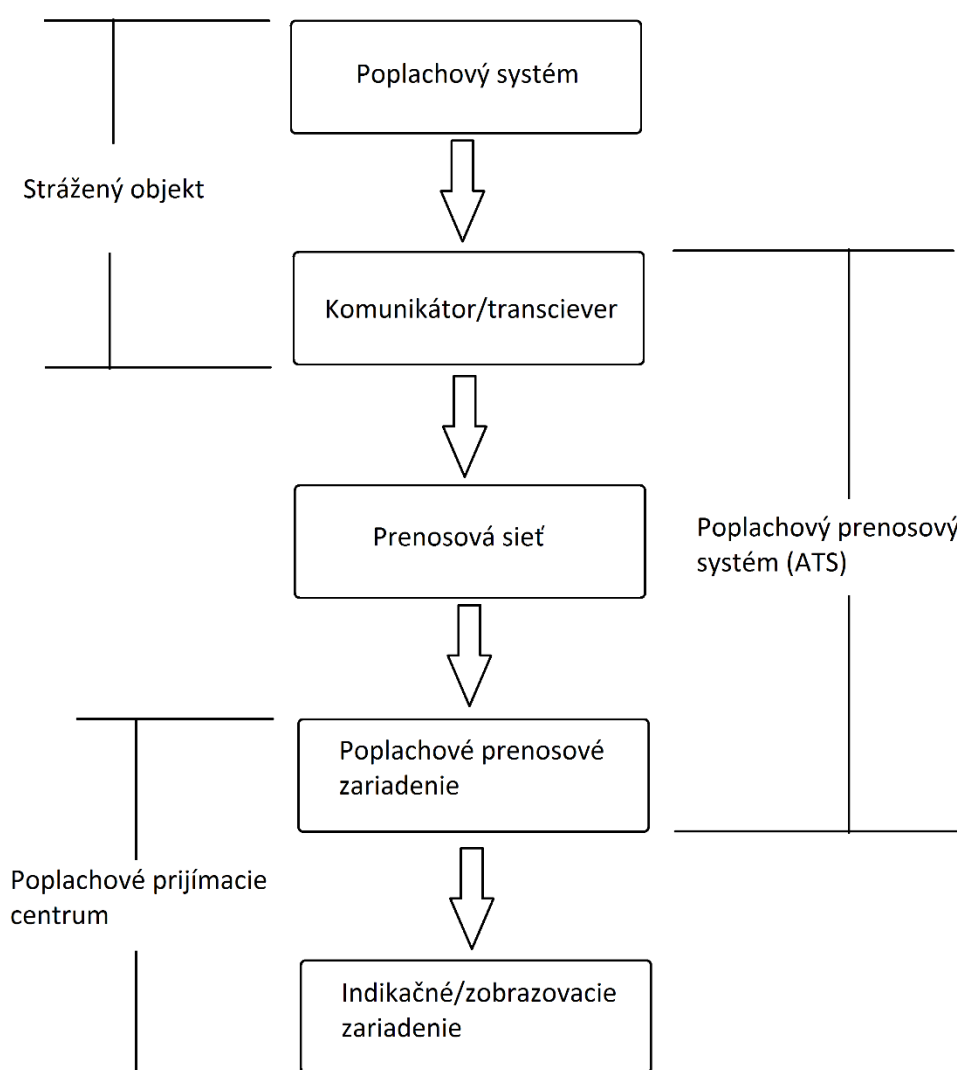 Poplachový systém
Strážený objekt
Komunikátor/transciever
Prenosová sieť
Poplachový prenosový
systém (ATS)
Poplachové prenosové
zariadenie
Poplachové prijímacie
centrum
Indikačné/zobrazovacie
zariadenie